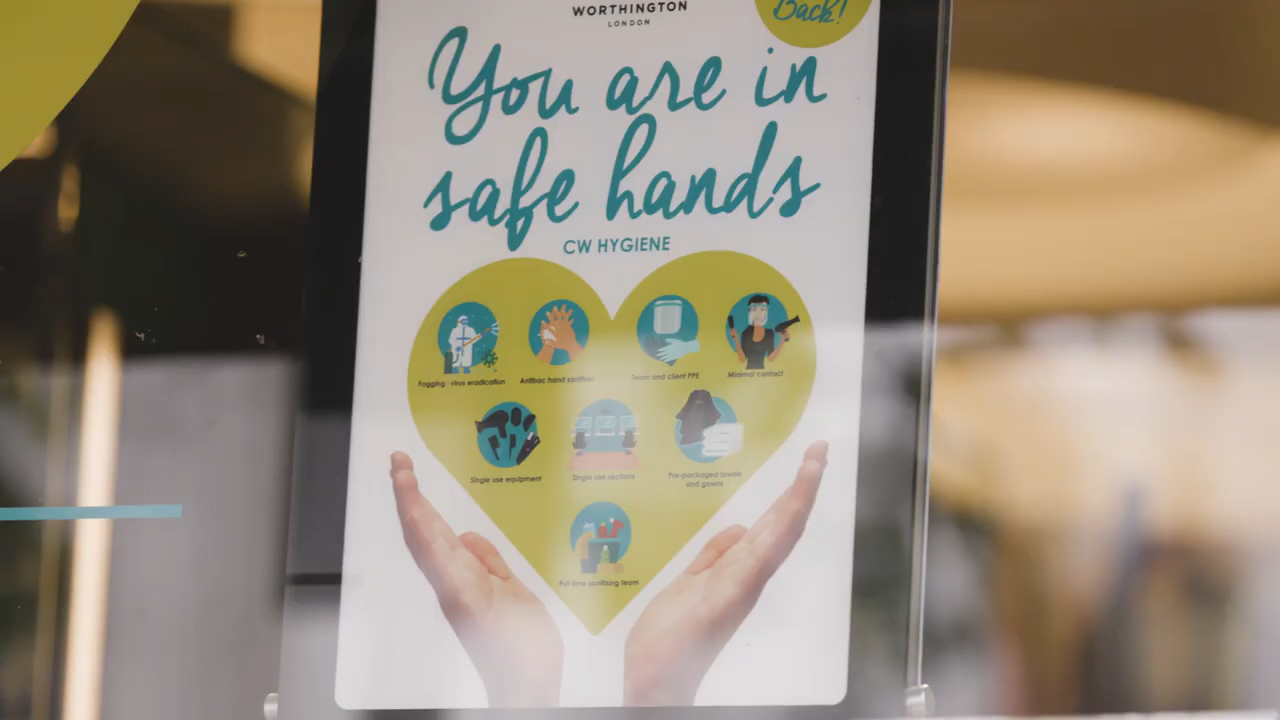 WORTHINGTON
LONDON
Back!
You are in
safe hands
CW HYGIENE
Fogging - virus eradication
Antibac hand sanitiser
Team and client PPE
Minimal contact
Single use equipment
Single use sections
Pre-packaged towels
and gowns
Full time sanitising team